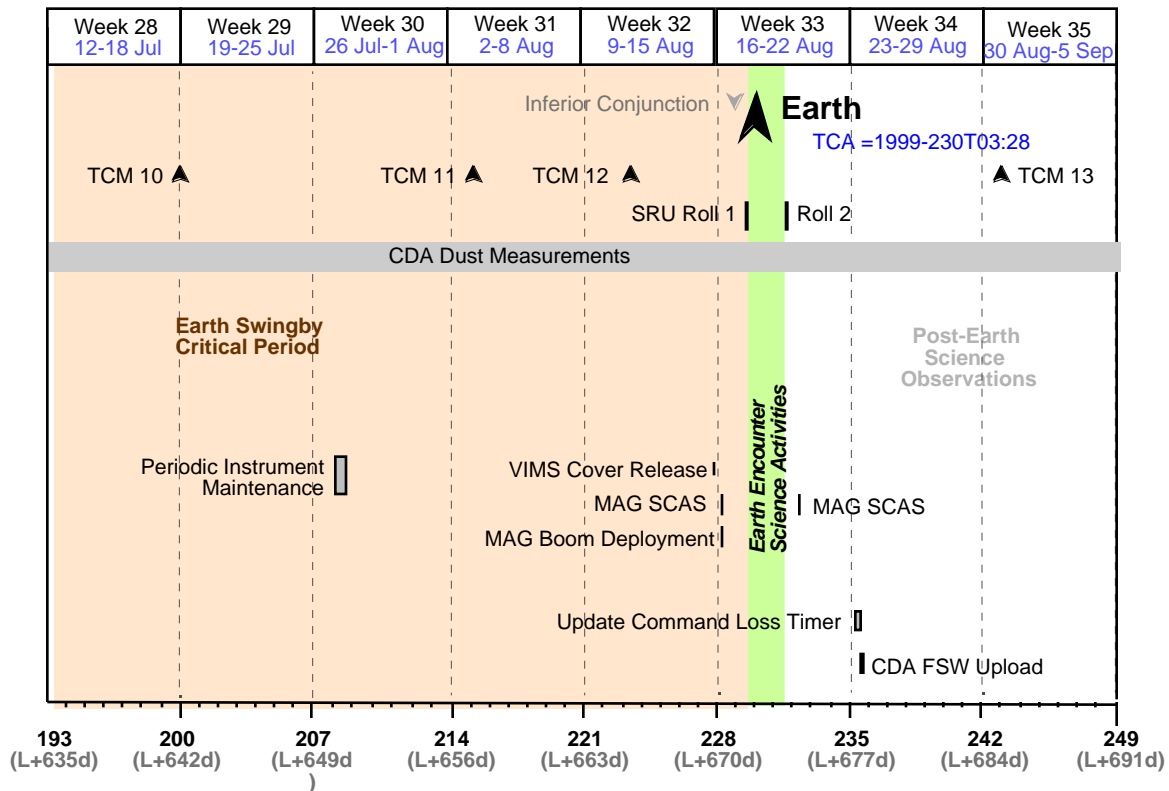 Week 28
12-18 Jul
Week 29
19-25 Jul
Week 30
26 Jul-1 Aug
Week 31
2-8 Aug
Week 32
9-15 Aug
Week 33
16-22 Aug
Week 34
23-29 Aug
Week 35
30 Aug-5 Sep
Inferior Conjunction
Earth
TCA =1999-230T03:28
TCM 10
TCM 11
TCM 12
TCM 13
SRU Roll 1
Roll 2
CDA Dust Measurements
Earth Swingby
Critical Period
Post-Earth
Science
Observations
Earth Encounter
Science Activities
Periodic Instrument
Maintenance
VIMS Cover Release
MAG SCAS
MAG SCAS
MAG Boom Deployment
Update Command Loss Timer
CDA FSW Upload
193
(L+635d)
200
(L+642d)
207
(L+649d
)
214
(L+656d)
221
(L+663d)
228
(L+670d)
235
(L+677d)
242
(L+684d)
249
(L+691d)